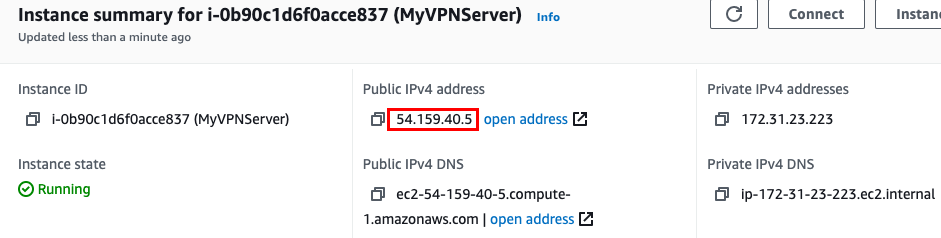 Instance summary for i-0b90c1d6f0acce837 (MyVPNServer) Info
Updated less than a minute ago
Connect
Instan
Instance ID
i-0b90c1d6f0acce837 (MyVPNServer)
Public IPv4 address
54.159.40.5 open address
Private IPv4 addresses
172.31.23.223
Instance state
Running
Public IPv4 DNS
ec2-54-159-40-5.compute-
1.amazonaws.com | open address
Private IPv4 DNS
ip-172-31-23-223.ec2.internal